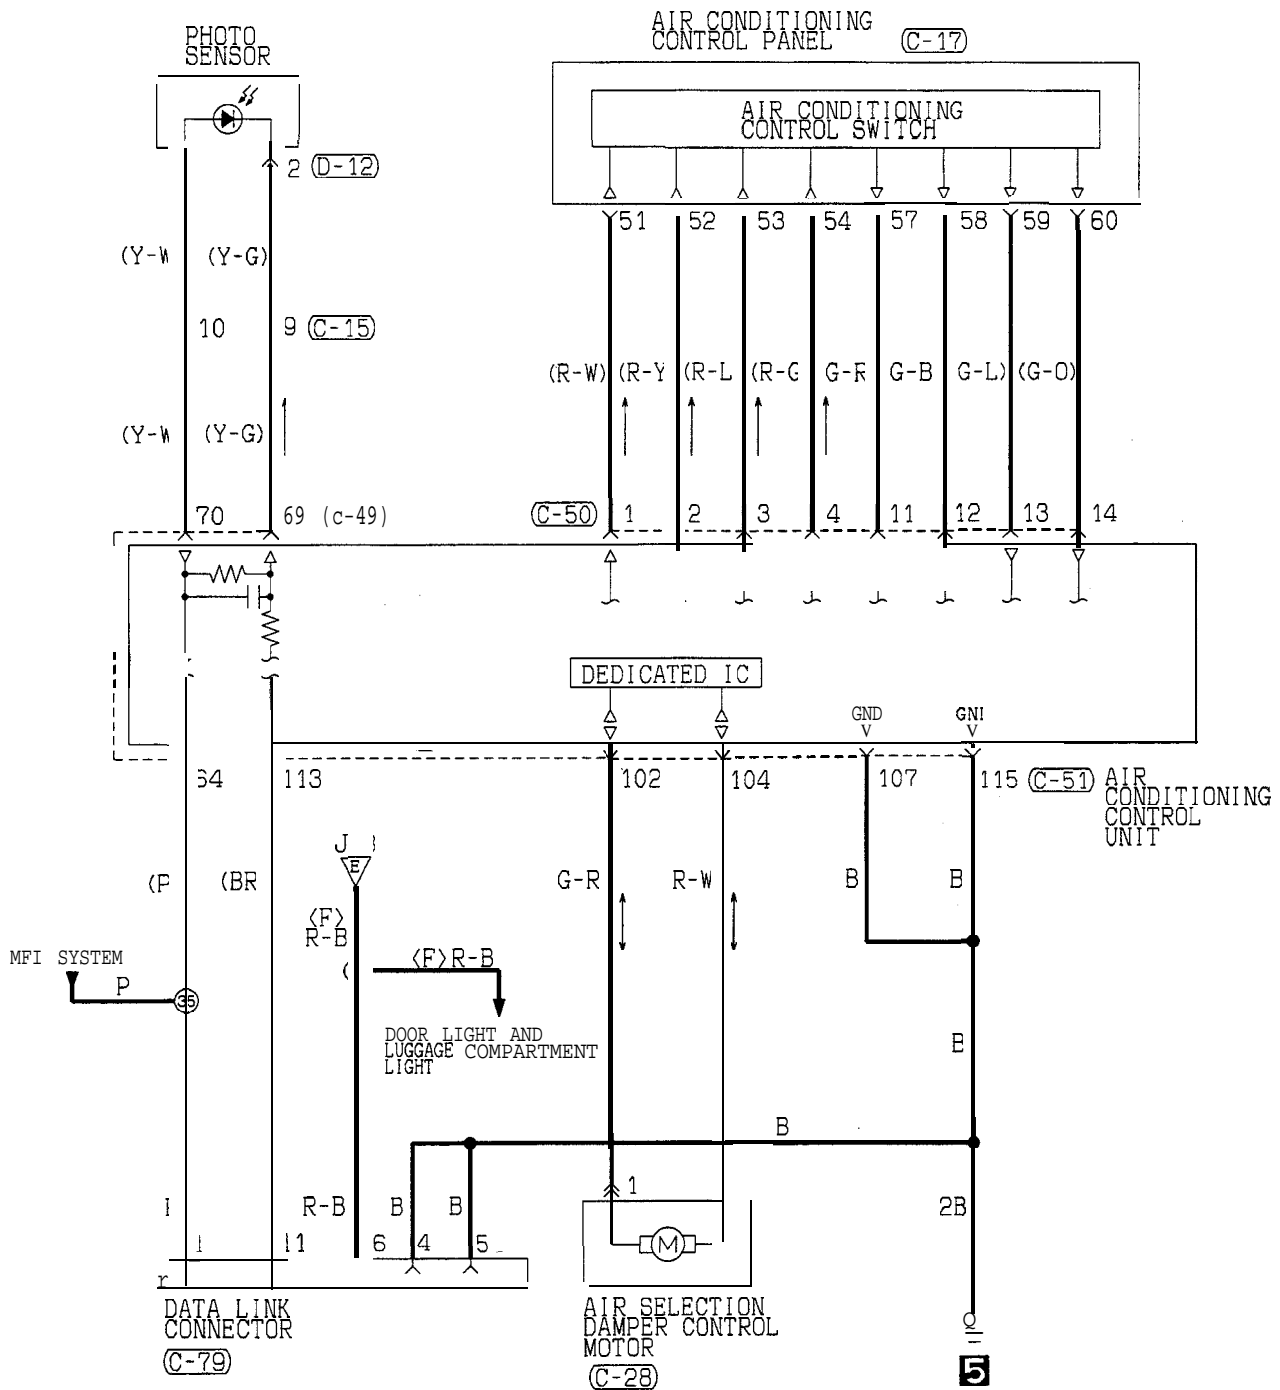 PHOTO
SENSOR
AIR CONDITIONING
CONTROL PANEL
C-17
AIR CONDITIONING
CONTROL SWITCH
2 D-12
51 52 53 54 57 58 59 60
(Y-W (Y-G)
10 9 C-15
(R-W) (R-Y (R-L (R-G G-R G-B G-L) (G-O)
(Y-W (Y-G)
70 69 (c-49) C-50 1 2 3 4 11 12 13 14
DEDICATED IC
GND
113 102 104 107 115 C-51
AIR
CONDITIONING
CONTROL
UNIT
J
E
(P (BR G-R R-W B B
<F>
R-B
<F>R-B
MFI SYSTEM
P
35
DOOR LIGHT AND
LUGGAGE COMPARTMENT
LIGHT
B
B
1
R-B B B 2B
6 4 5
11
M
DATA LINK
CONNECTOR
C-79
AIR SELECTION
DAMPER CONTROL
MOTOR
C-28
5